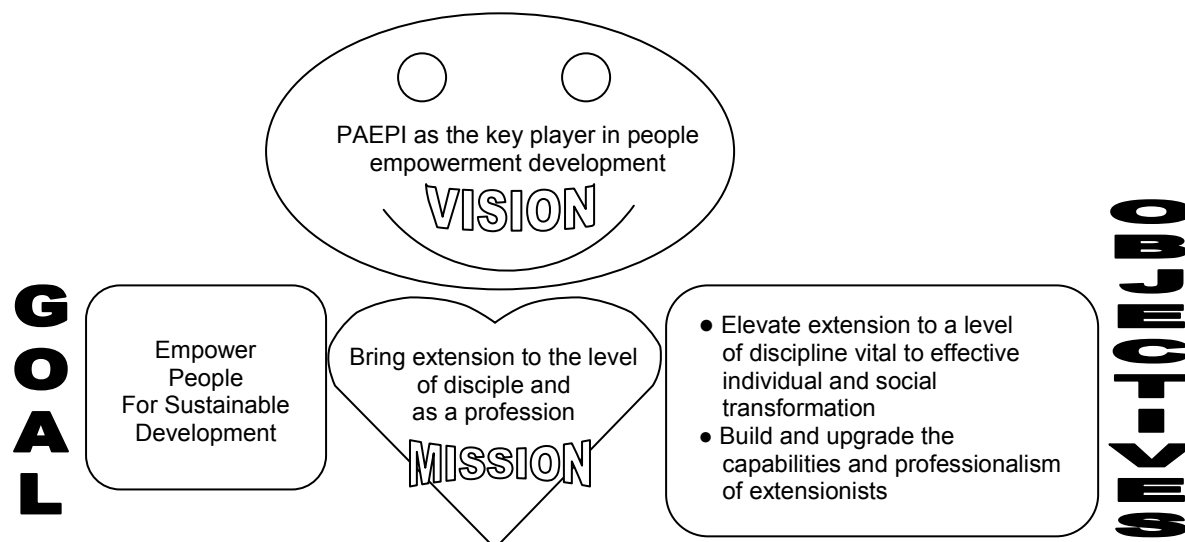 PAEPI as the key player in people
empowerment development
VISION
GOAL
Empower
People
For Sustainable
Development
Bring extension to the level
of disciple and
as a profession
MISSION
● Elevate extension to a level
of discipline vital to effective
individual and social
transformation
● Build and upgrade the
capabilities and professionalism
of extensionists
OBJECTIVES